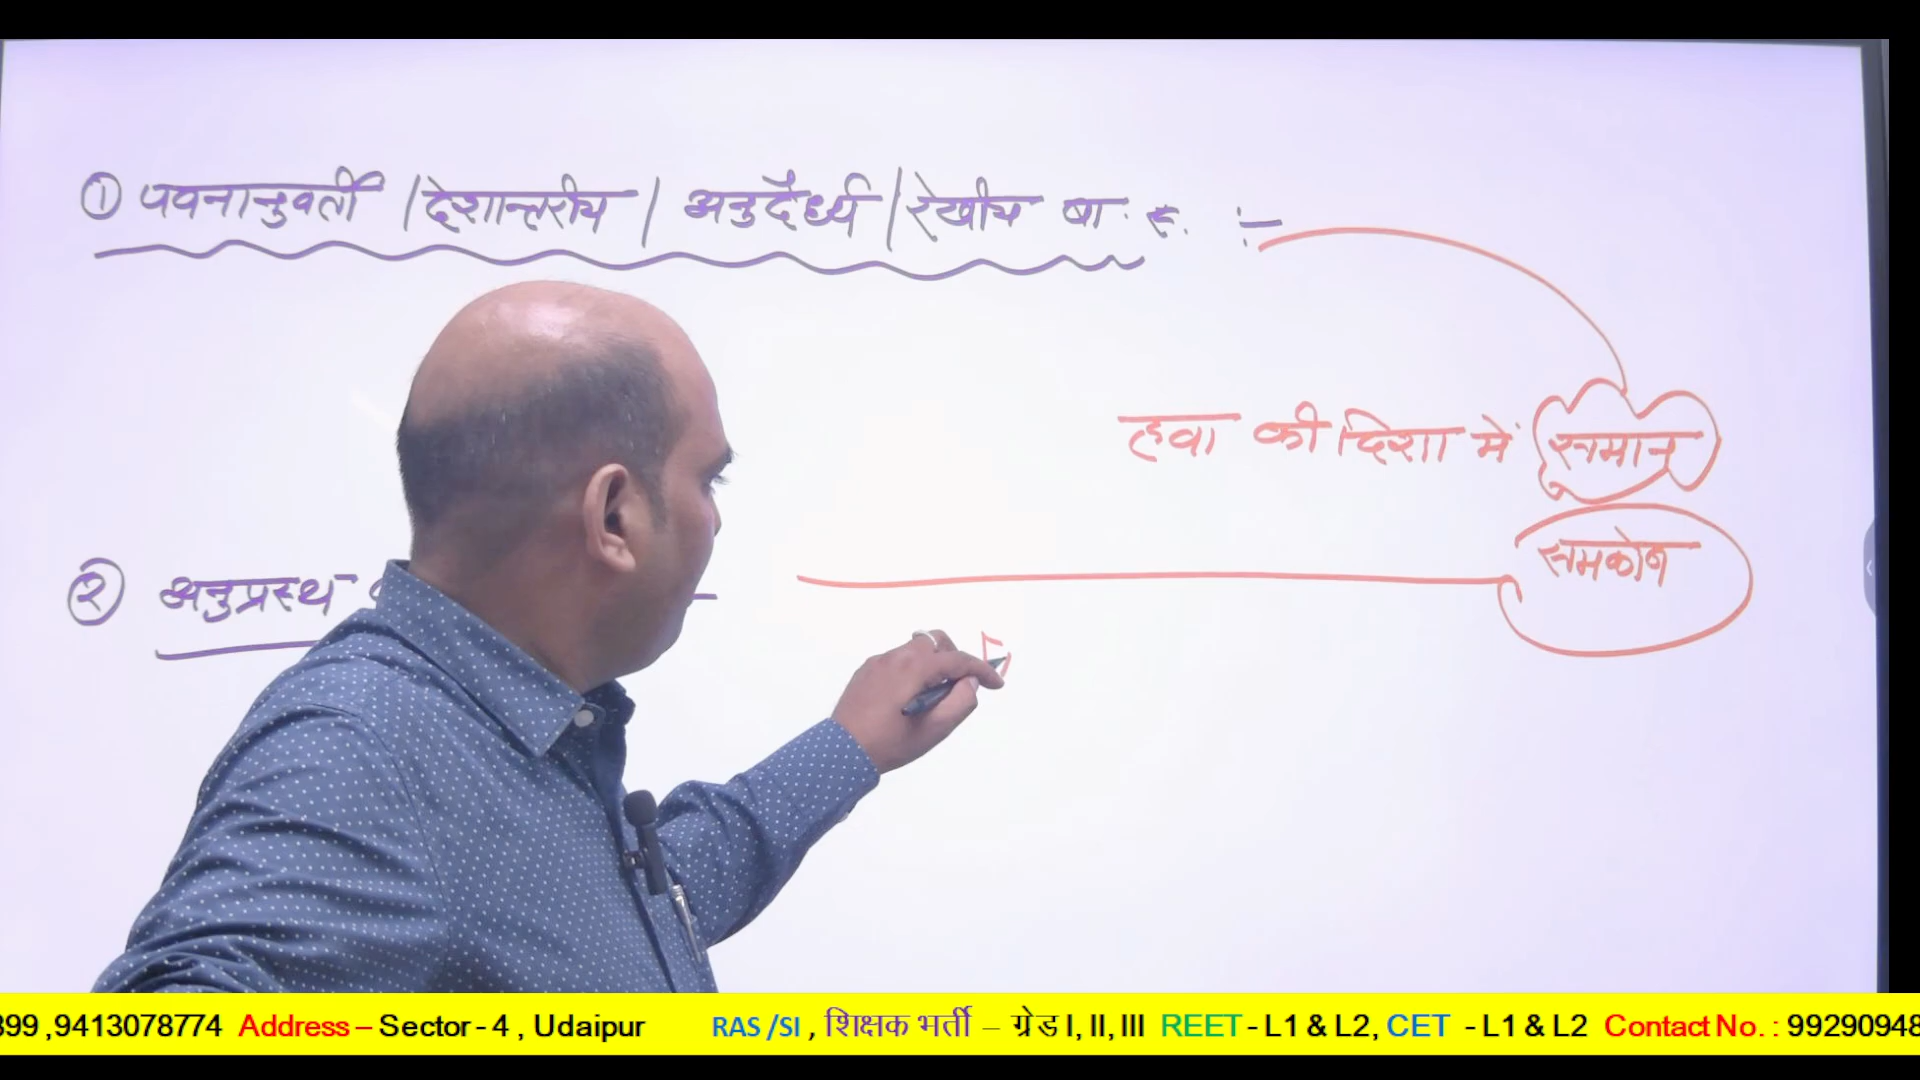 ① पवनानुवर्ती / देशान्तरीय / अनुदैर्ध्य / रेखीय बा. स्तू. :-
हवा की दिशा में समान
समकोण
② अनुप्रस्थ
399 ,9413078774 Address – Sector - 4 , Udaipur RAS /SI , शिक्षक भर्ती – ग्रेड I, II, III REET - L1 & L2, CET - L1 & L2 Contact No. : 99290948